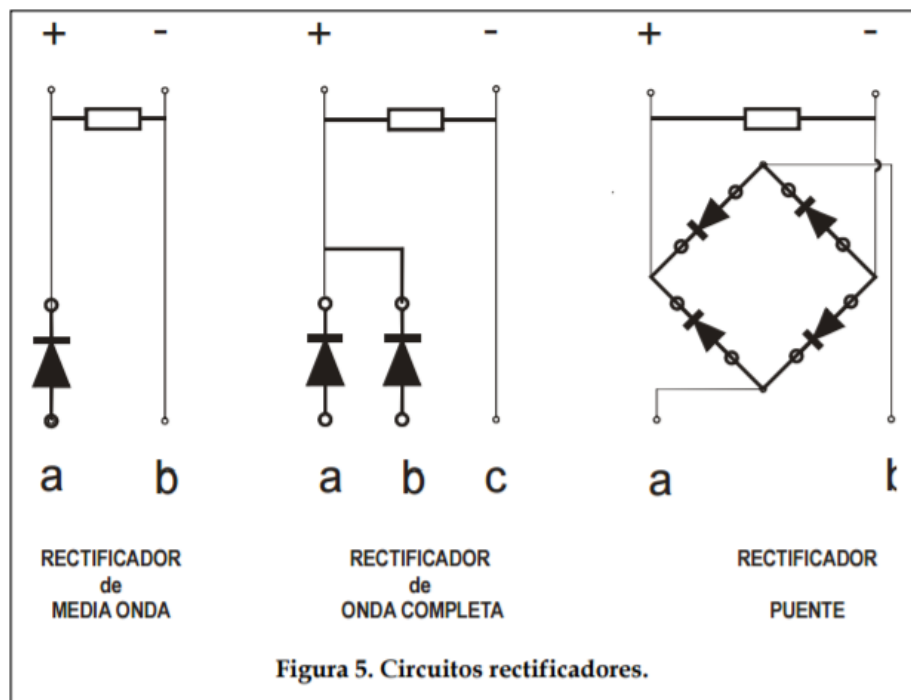 + -
+ -
+ -
a b
a b c
a b
RECTIFICADOR
de
MEDIA ONDA
RECTIFICADOR
de
ONDA COMPLETA
RECTIFICADOR
PUENTE
Figura 5. Circuitos rectificadores.